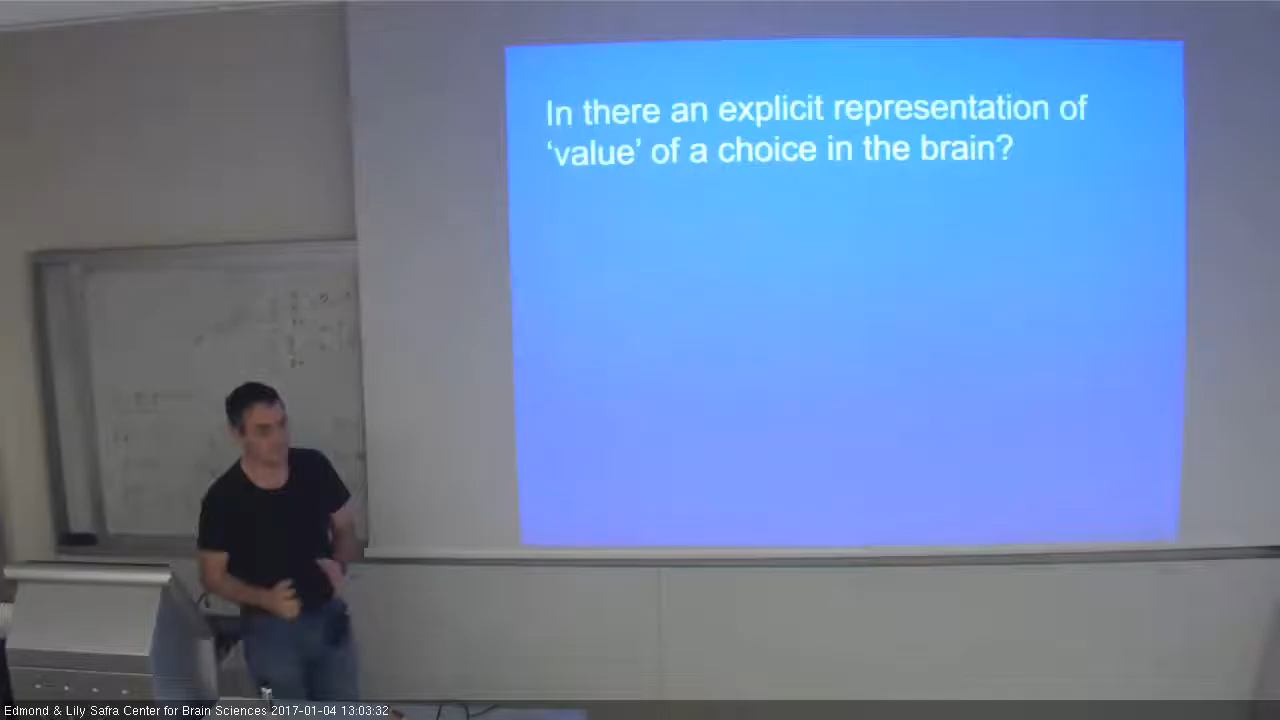 In there an explicit representation of
‘value’ of a choice in the brain?
Edmond & Lily Safra Center for Brain Sciences 2017-01-04 13:03:32